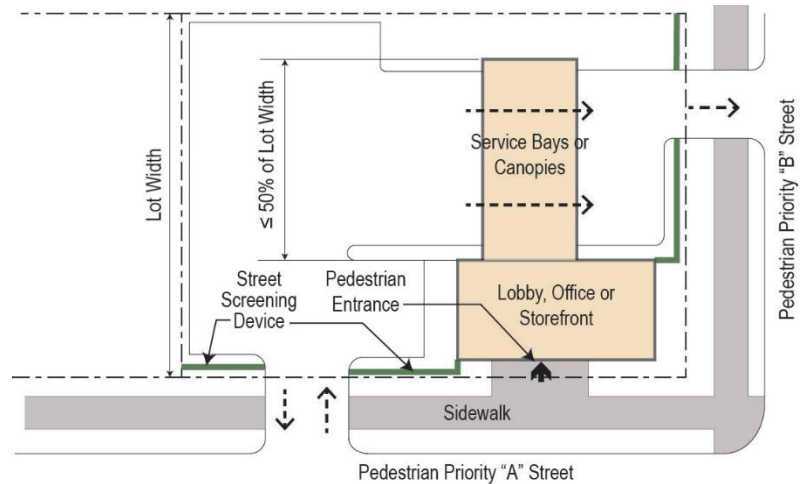 Lot Width
≤ 50% of Lot Width
Service Bays or
Canopies
Pedestrian Priority "B" Street
Street
Screening
Device
Pedestrian
Entrance
Lobby, Office or
Storefront
Sidewalk
Pedestrian Priority "A" Street